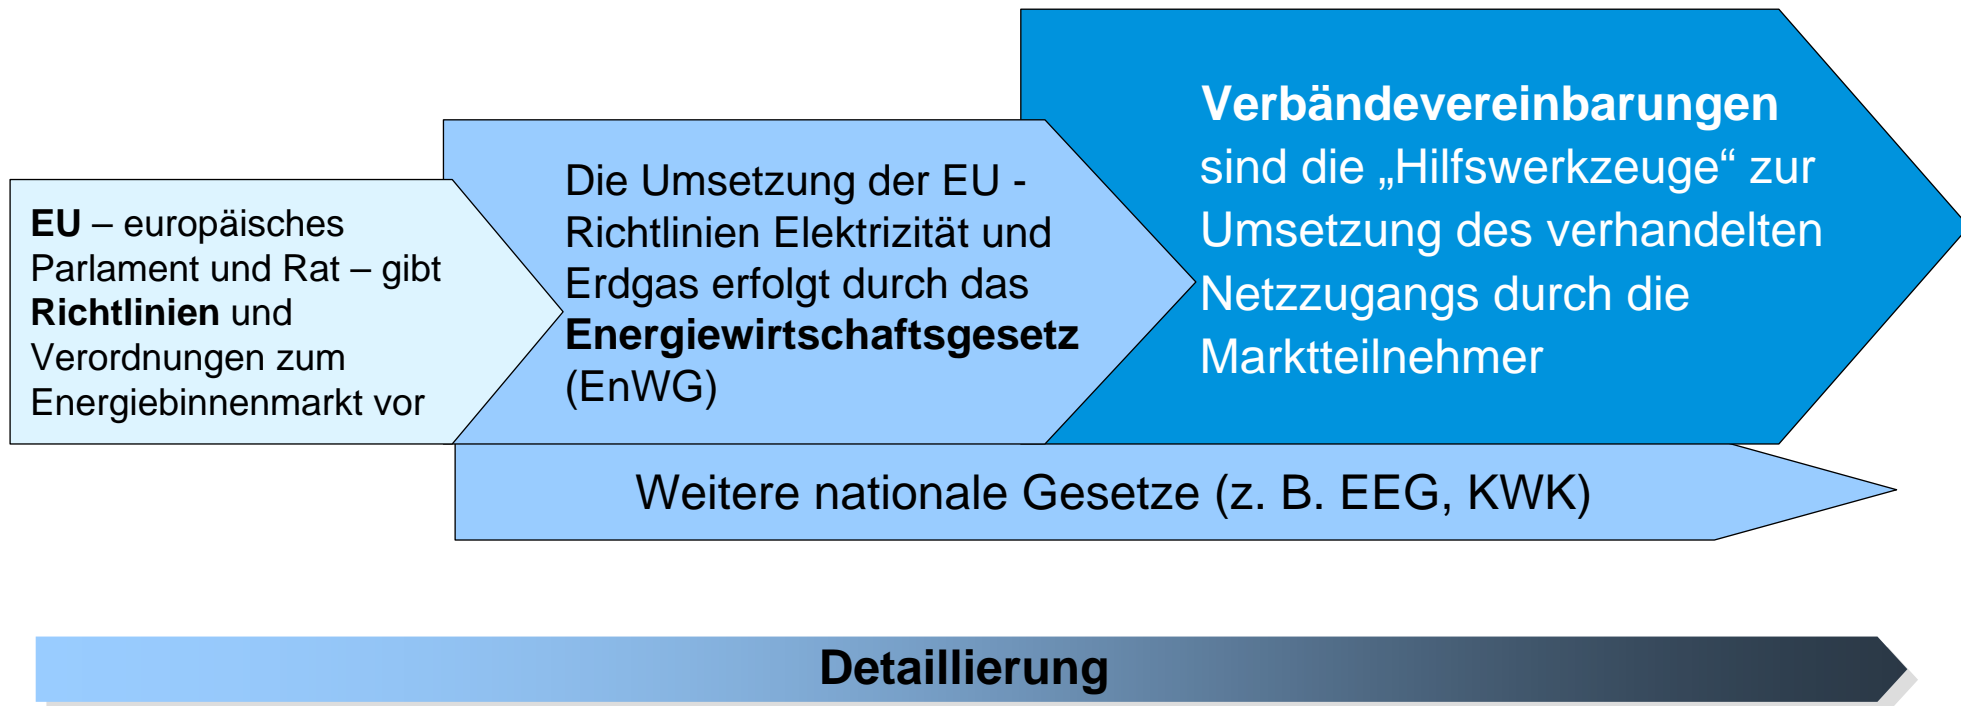 EU – europäisches
Parlament und Rat – gibt
Richtlinien und
Verordnungen zum
Energiebinnenmarkt vor
Die Umsetzung der EU -
Richtlinien Elektrizität und
Erdgas erfolgt durch das
Energiewirtschaftsgesetz
(EnWG)
Verbändevereinbarungen
sind die „Hilfswerkzeuge“ zur
Umsetzung des verhandelten
Netzzugangs durch die
Marktteilnehmer
Weitere nationale Gesetze (z. B. EEG, KWK)
Detaillierung